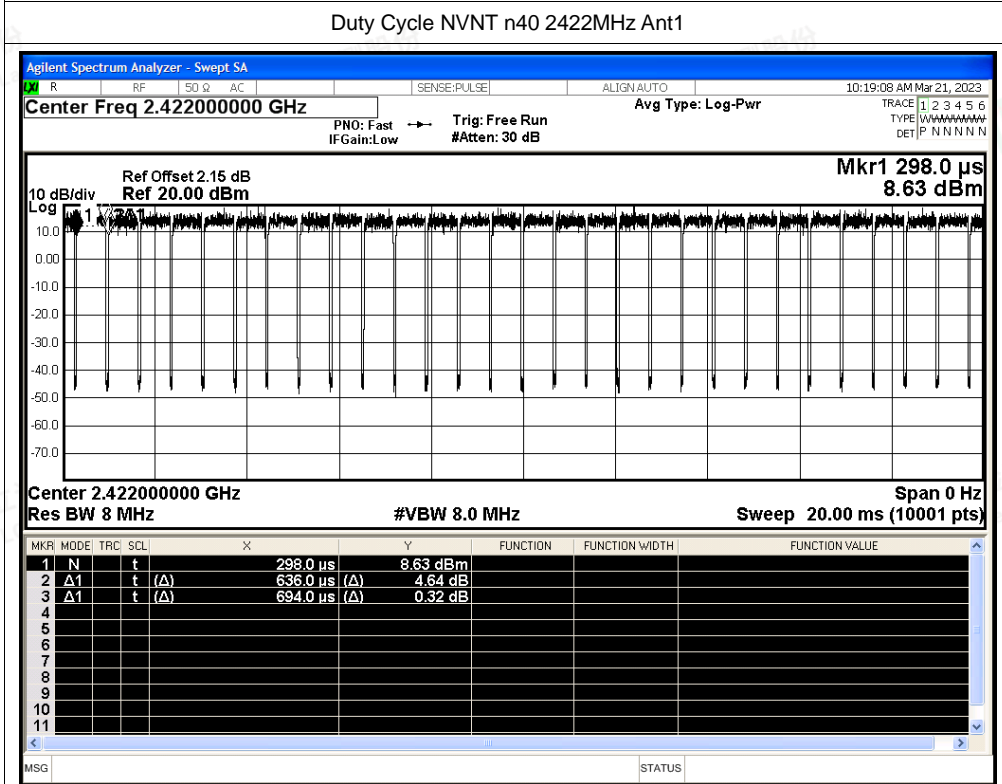 Duty Cycle NVNT n40 2422MHz Ant1
Agilent Spectrum Analyzer - Swept SA
LXI R RF 50 Ω AC SENSE:PULSE ALIGN AUTO 10:19:08 AM Mar 21, 2023
Center Freq 2.422000000 GHz
PNO: Fast
IFGain:Low
Trig: Free Run
#Atten: 30 dB
Avg Type: Log-Pwr
TRACE 1 2 3 4 5 6
TYPE WWWWWW
DET P N N N N N
Ref Offset 2.15 dB
10 dB/div Ref 20.00 dBm
Mkr1 298.0 µs
8.63 dBm
Log
1
10.0
0.00
-10.0
-20.0
-30.0
-40.0
-50.0
-60.0
-70.0
Center 2.422000000 GHz Span 0 Hz
Res BW 8 MHz #VBW 8.0 MHz Sweep 20.00 ms (10001 pts)
MKR MODE TRC SCL X Y FUNCTION FUNCTION WIDTH FUNCTION VALUE
1 N t 298.0 µs 8.63 dBm
2 Δ1 t (Δ) 636.0 µs (Δ) 4.64 dB
3 Δ1 t (Δ) 694.0 µs (Δ) 0.32 dB
4
5
6
7
8
9
10
11
MSG STATUS